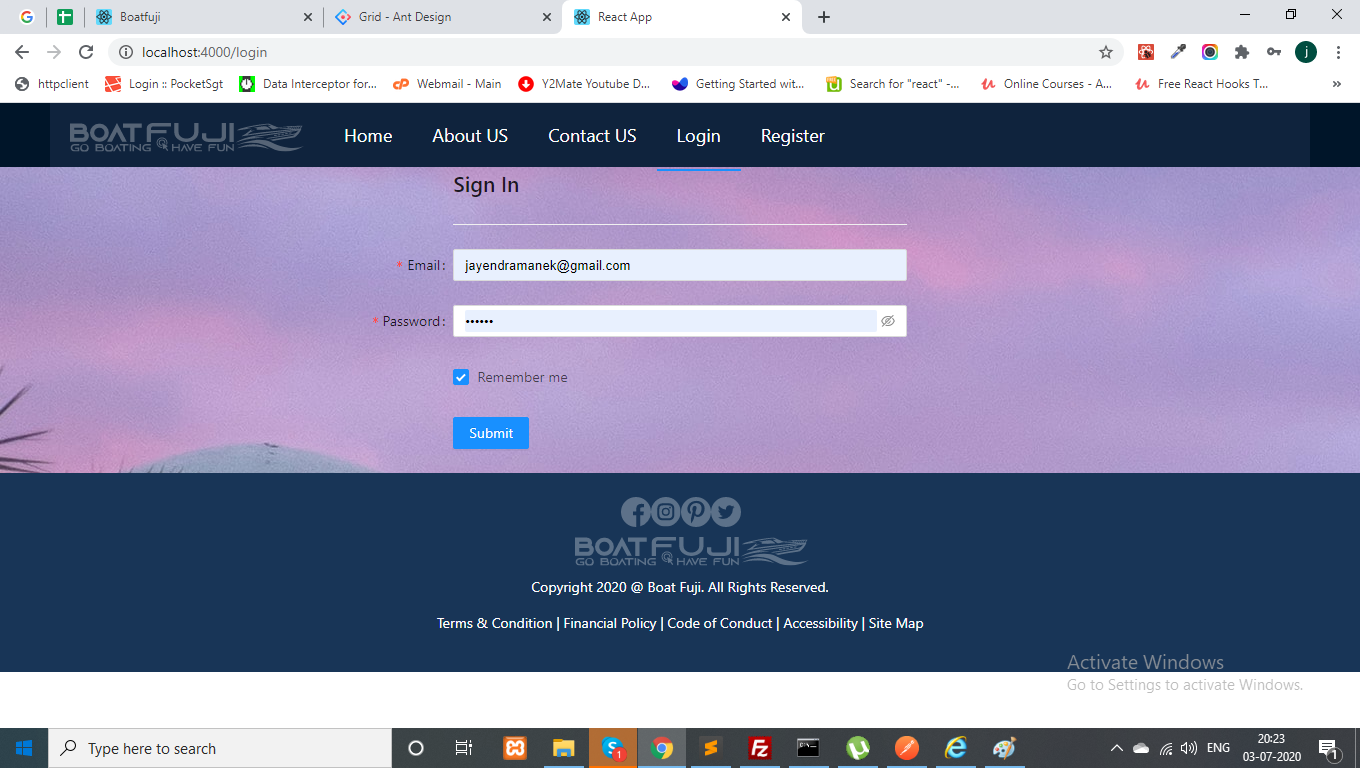 Boatfuji
Grid - Ant Design
React App
localhost:4000/login
j
httpclient
Login :: PocketSgt
Data Interceptor for...
Webmail - Main
Y2Mate Youtube D...
Getting Started wit...
Search for "react" -...
Online Courses - A...
Free React Hooks T...
»
BOATFUJI
GO BOATING HAVE FUN
Home
About US
Contact US
Login
Register
Sign In
* Email :
jayendramanek@gmail.com
* Password :
••••••
Remember me
Submit
BOATFUJI
GO BOATING HAVE FUN
Copyright 2020 @ Boat Fuji. All Rights Reserved.
Terms & Condition | Financial Policy | Code of Conduct | Accessibility | Site Map
Activate Windows
Go to Settings to activate Windows.
Type here to search
1
ENG
20:23
03-07-2020
1